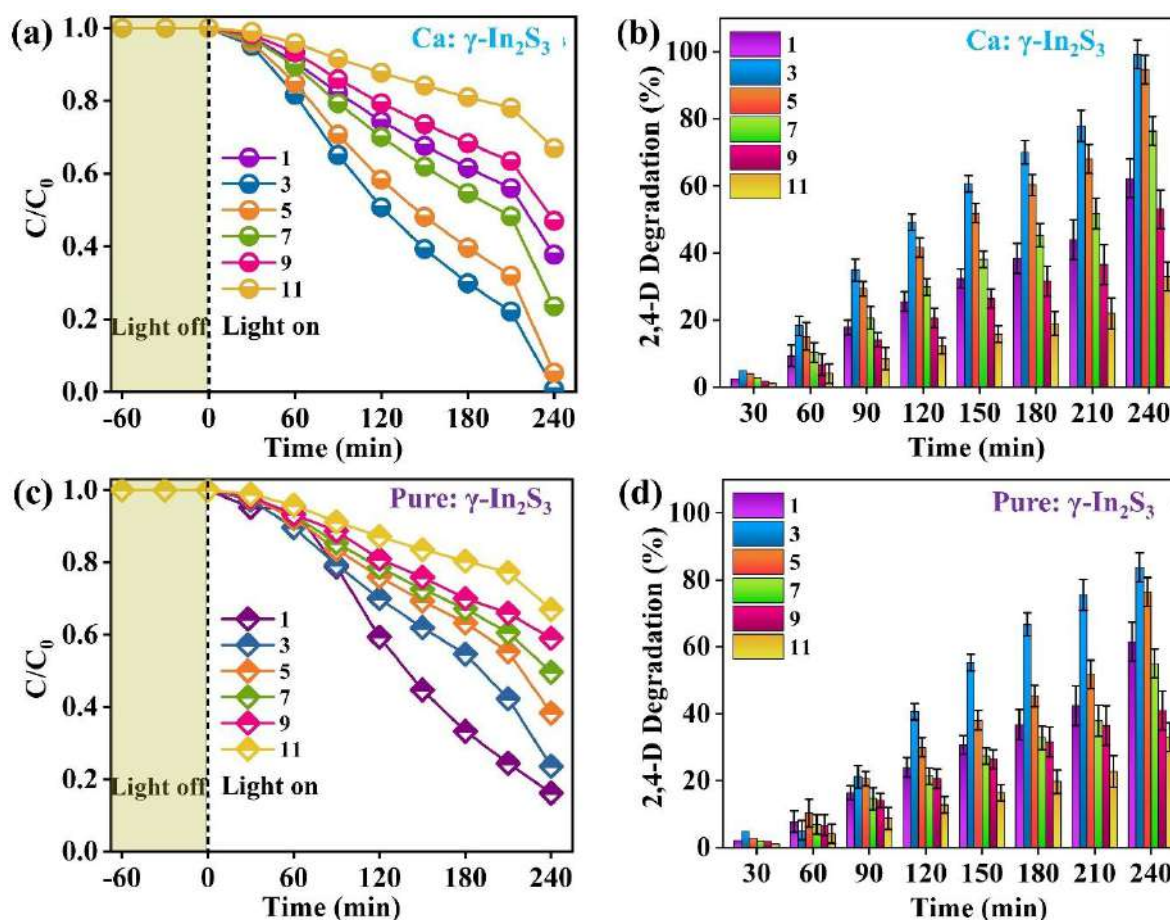 (a)
Ca: γ-In₂S₃
C/C₀
1.0
0.8
0.6
0.4
0.2
0.0
1
3
5
7
9
11
Light off
Light on
-60 0 60 120 180 240
Time (min)
(b)
Ca: γ-In₂S₃
2,4-D Degradation (%)
100
80
60
40
20
0
1
3
5
7
9
11
30 60 90 120 150 180 210 240
Time (min)
(c)
Pure: γ-In₂S₃
C/C₀
1.0
0.8
0.6
0.4
0.2
0.0
1
3
5
7
9
11
Light off
Light on
-60 0 60 120 180 240
Time (min)
(d)
Pure: γ-In₂S₃
2,4-D Degradation (%)
100
80
60
40
20
0
1
3
5
7
9
11
30 60 90 120 150 180 210 240
Time (min)